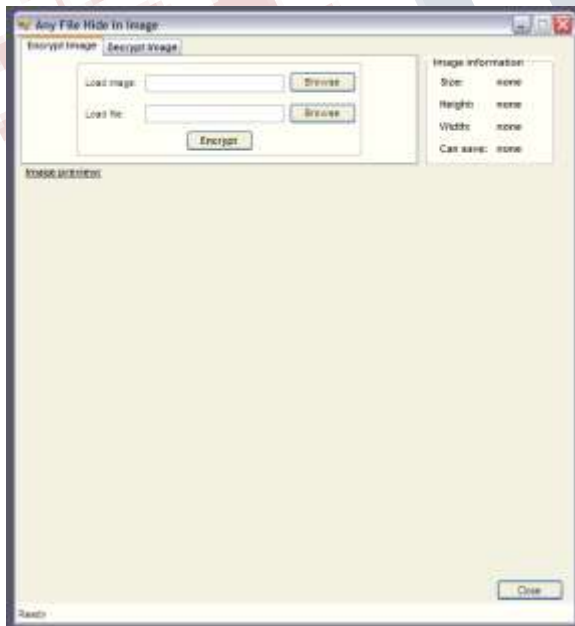 Any File Hide In Image
Encrypt Image Decrypt Image
Load Image: Browse
Load file: Browse
Encrypt
Image information
Size: none
Height: none
Width: none
Can save: none
Image preview:
Close
Ready